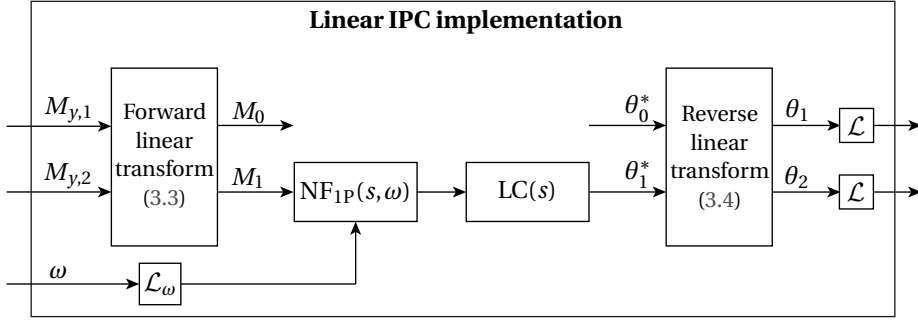 Linear IPC implementation
M_{y,1}
Forward
linear
transform
(3.3)
M_0
θ_0^*
Reverse
linear
transform
(3.4)
θ_1
ℒ
M_{y,2}
M_1
NF_{1P}(s,ω)
LC(s)
θ_1^*
θ_2
ℒ
ω
ℒ_ω